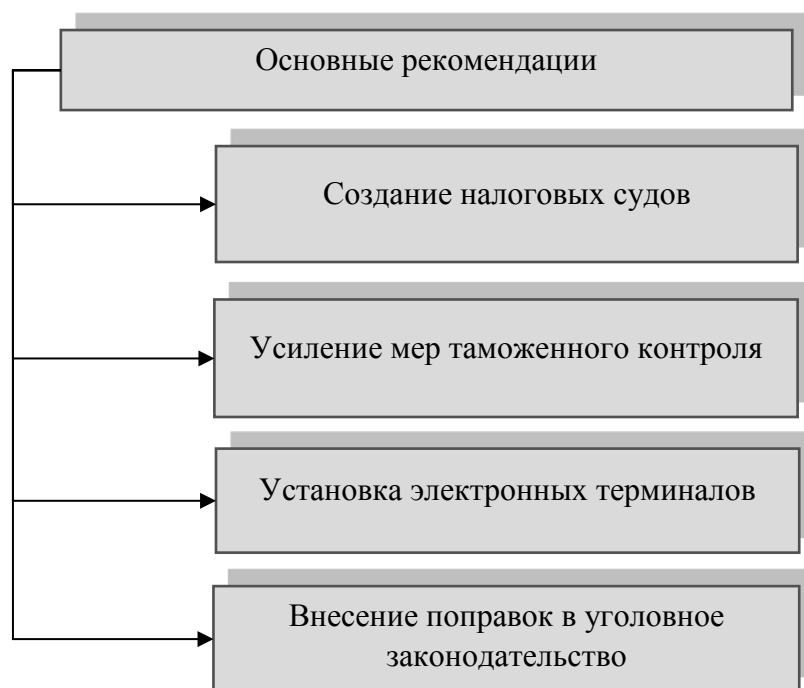 Основные рекомендации
Создание налоговых судов
Усиление мер таможенного контроля
Установка электронных терминалов
Внесение поправок в уголовное
законодательство